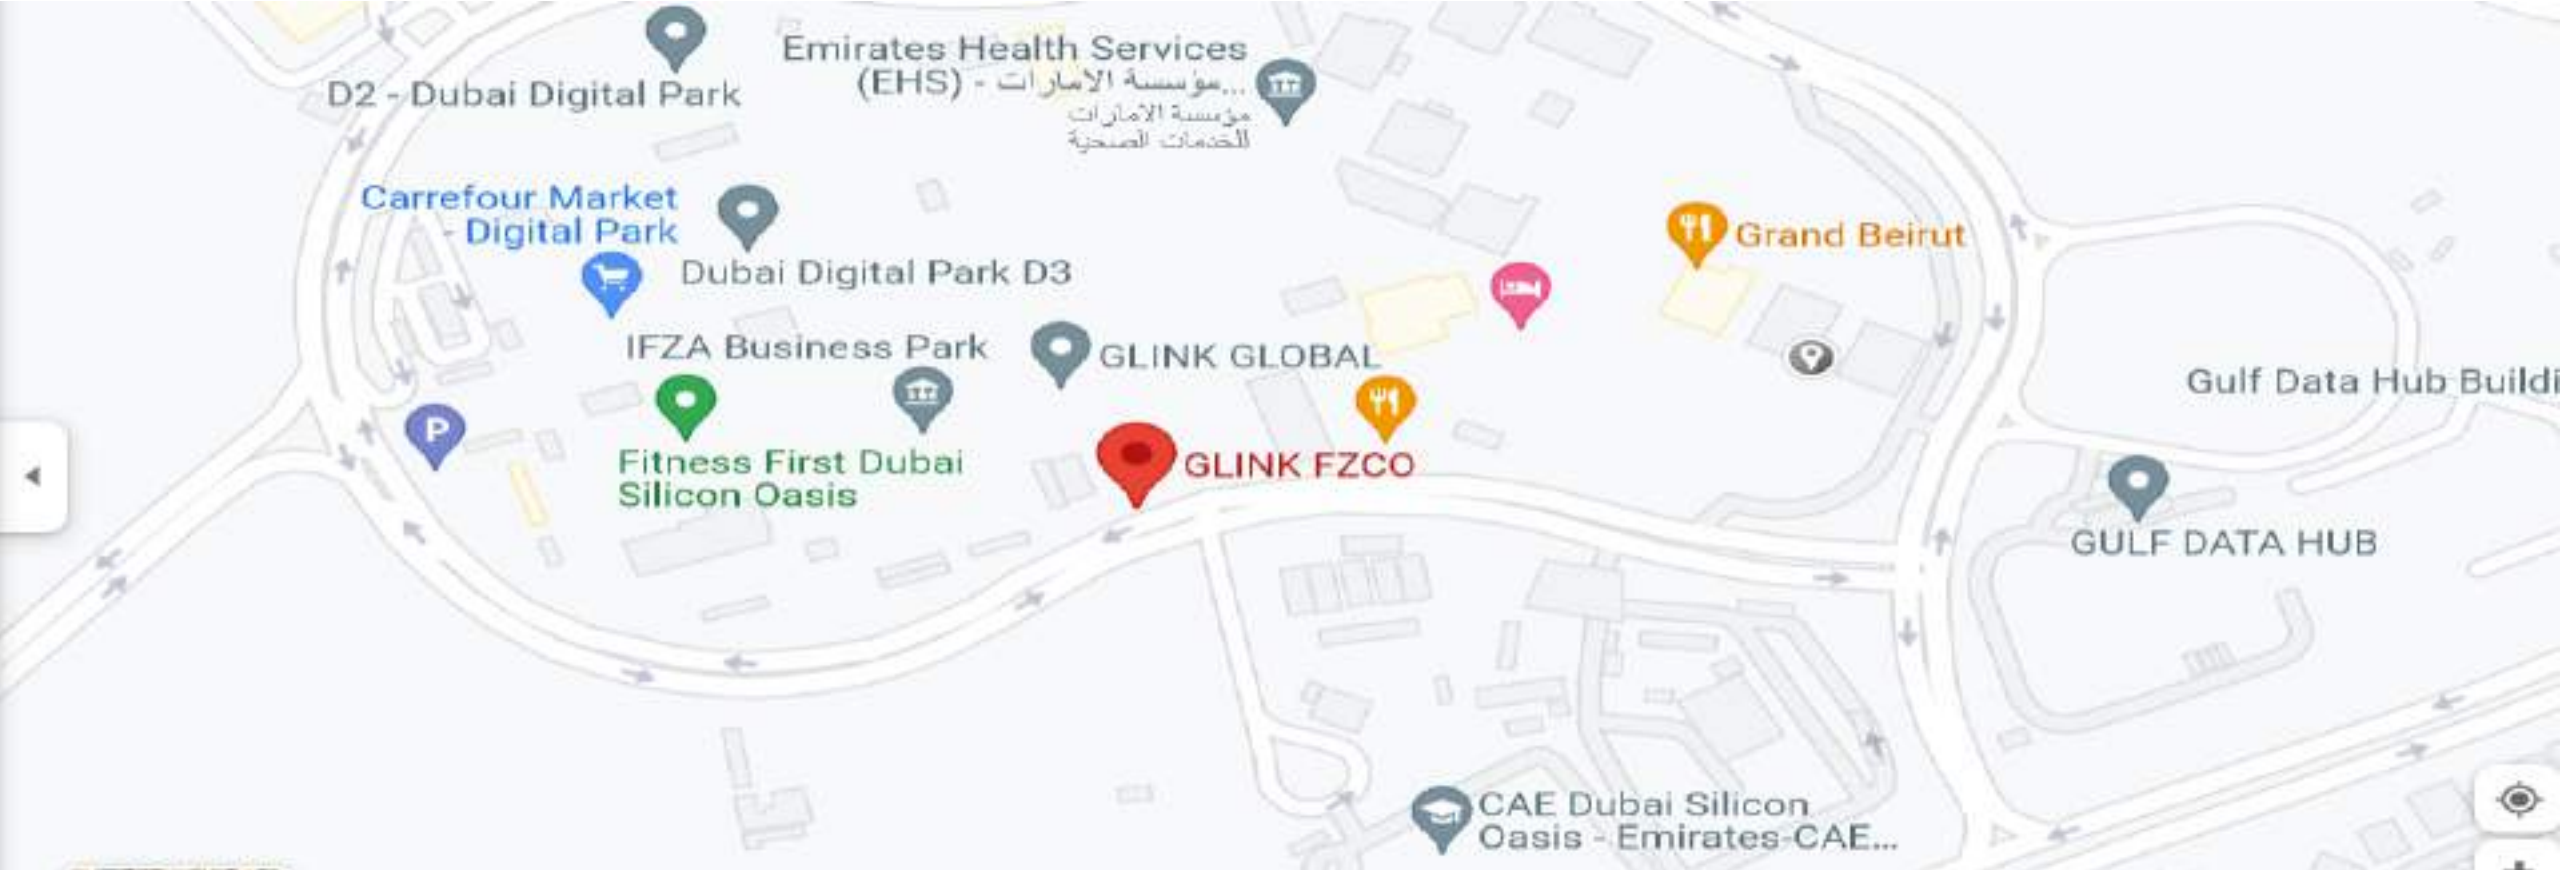 D2 - Dubai Digital Park
Emirates Health Services
(EHS) - مؤسسة الامارات...
مؤسسة الامارات
للخدمات الصحية
Carrefour Market
- Digital Park
Dubai Digital Park D3
Grand Beirut
IFZA Business Park
GLINK GLOBAL
Gulf Data Hub Buildi
P
Fitness First Dubai
Silicon Oasis
GLINK FZCO
GULF DATA HUB
CAE Dubai Silicon
Oasis - Emirates-CAE...